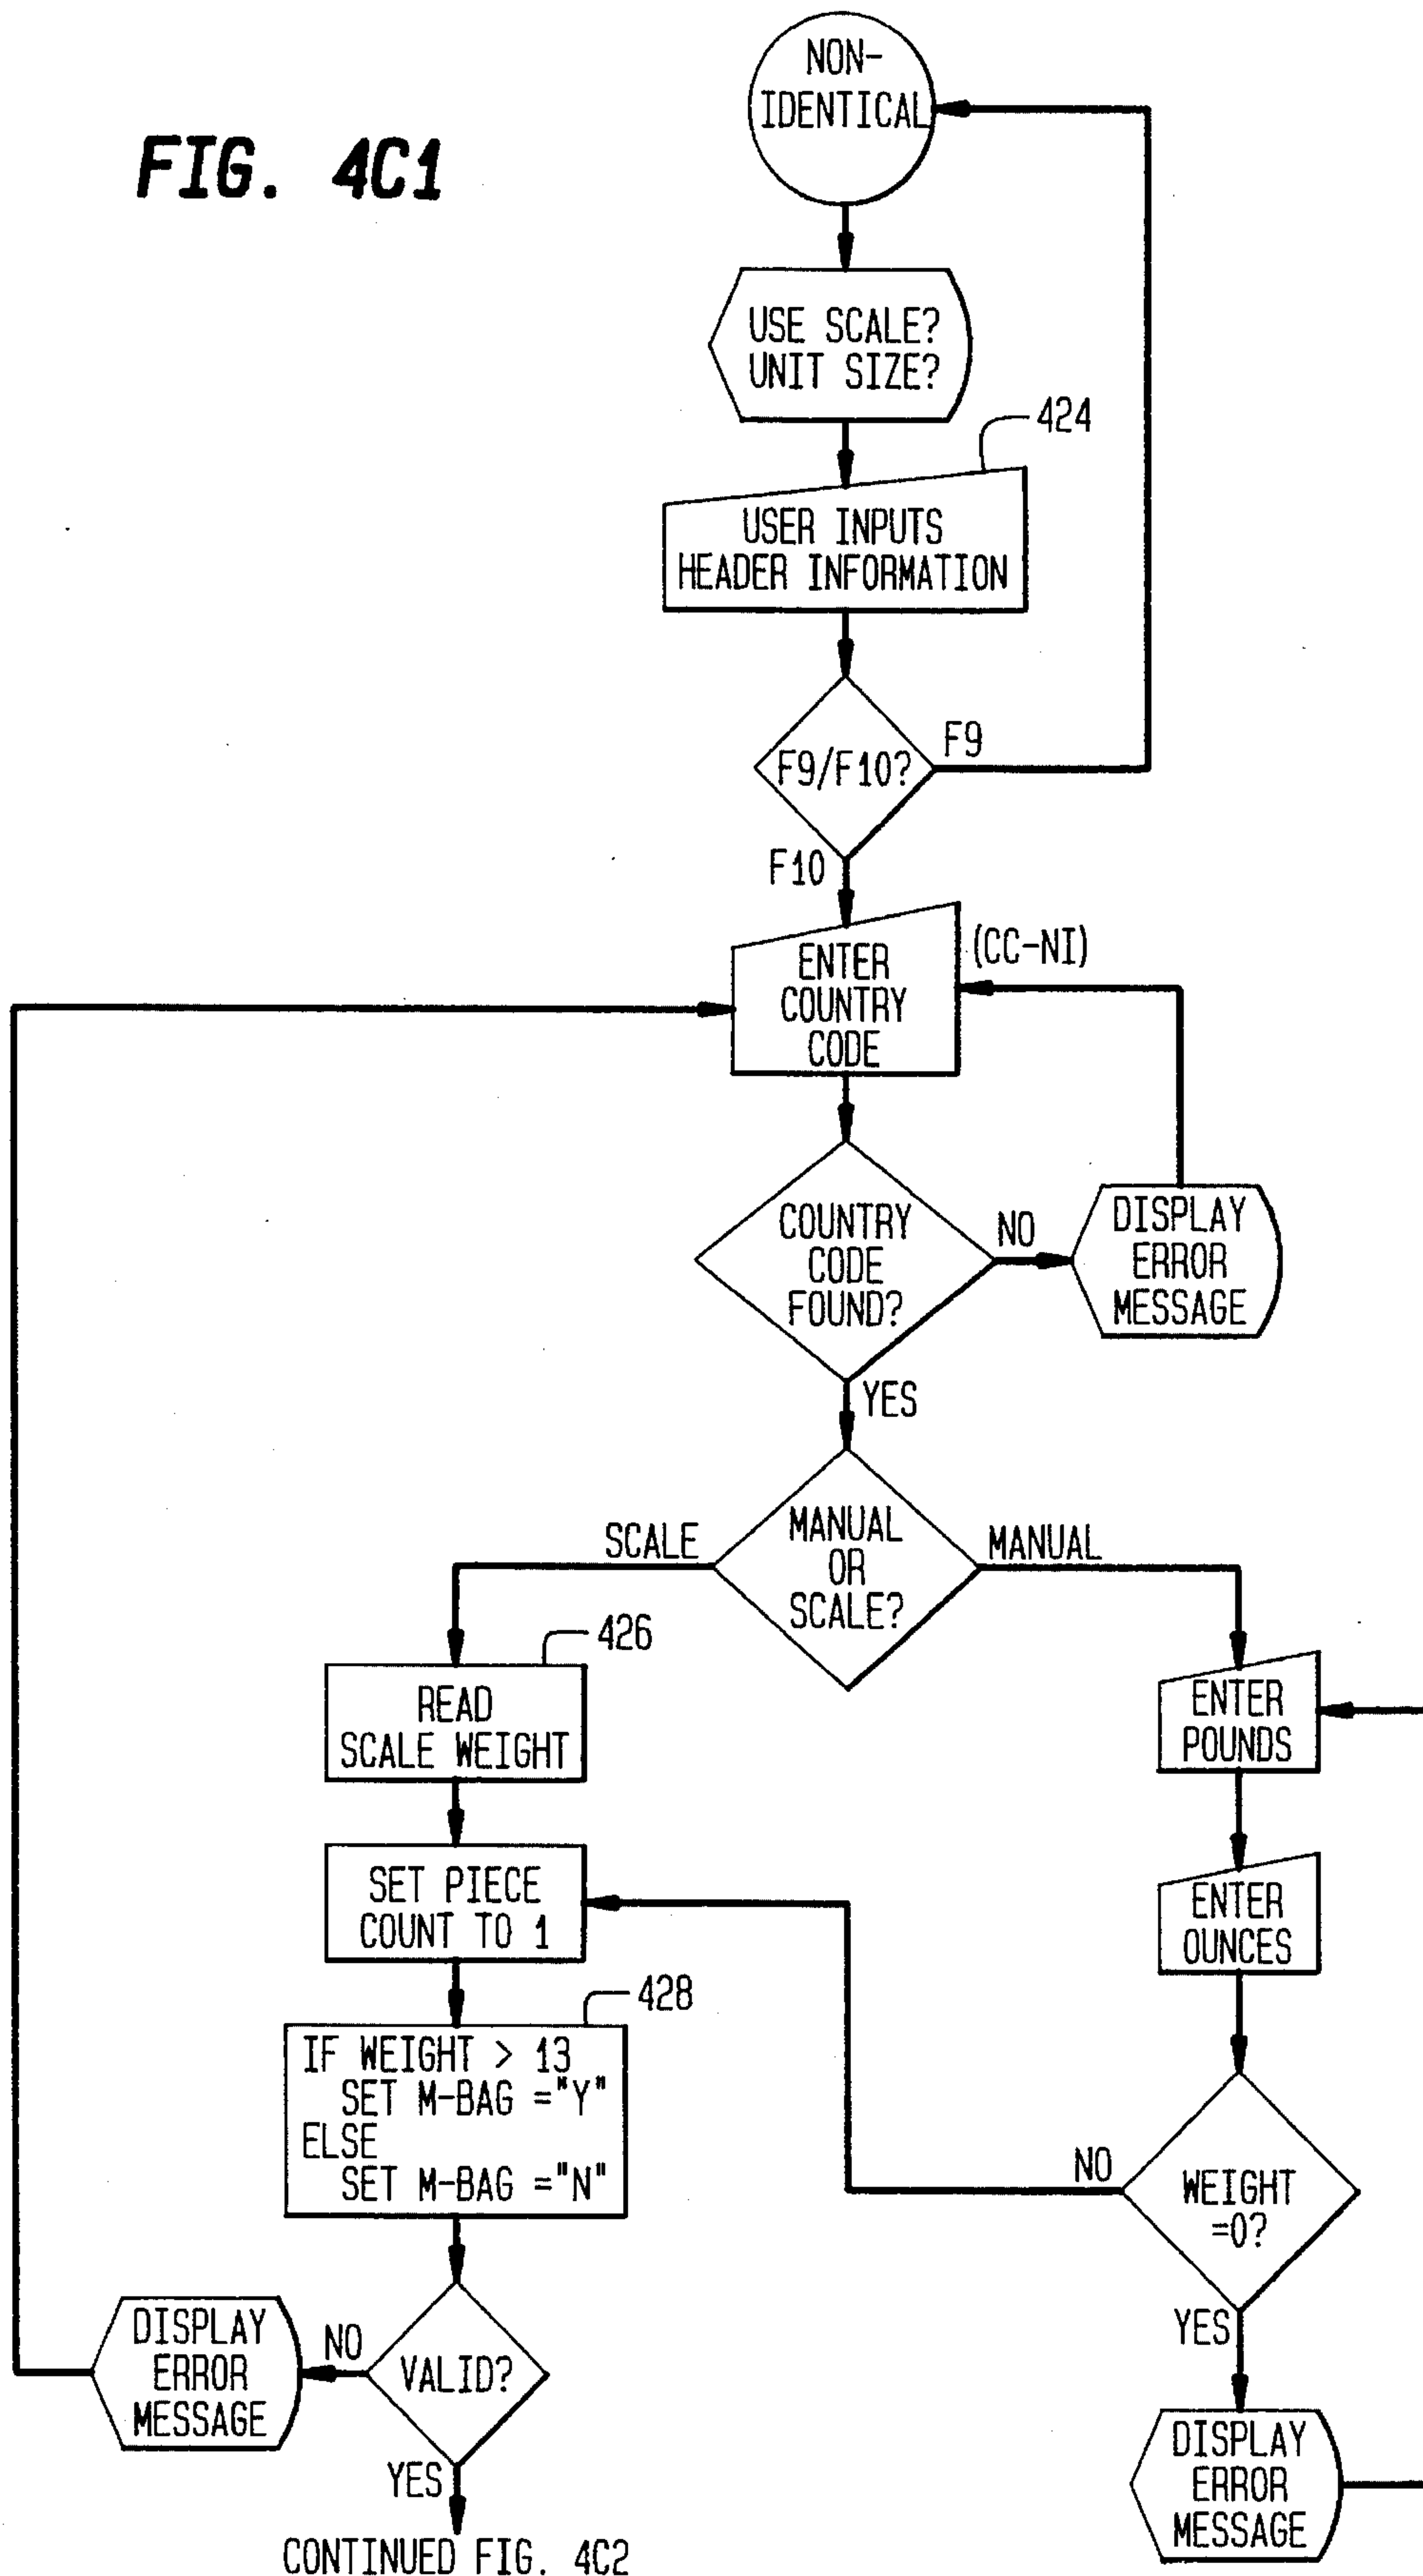 FIG. 4C1
NON-
IDENTICAL
USE SCALE?
UNIT SIZE?
424
USER INPUTS
HEADER INFORMATION
F9/F10?
F9
F10
ENTER
COUNTRY
CODE
(CC-NI)
COUNTRY
CODE
FOUND?
NO
DISPLAY
ERROR
MESSAGE
YES
MANUAL
OR
SCALE?
SCALE
MANUAL
426
READ
SCALE WEIGHT
ENTER
POUNDS
SET PIECE
COUNT TO 1
ENTER
OUNCES
428
IF WEIGHT > 13
SET M-BAG ="Y"
ELSE
SET M-BAG ="N"
NO
WEIGHT
=0?
YES
DISPLAY
ERROR
MESSAGE
NO
VALID?
YES
DISPLAY
ERROR
MESSAGE
CONTINUED FIG. 4C2